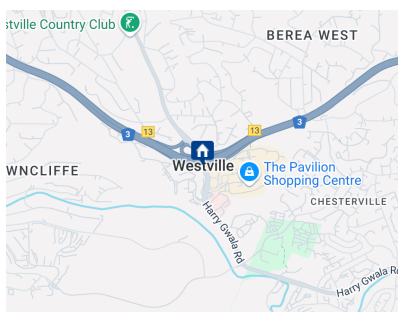 stville Country Club
BEREA WEST
3
13
13
3
Westville
The Pavilion
Shopping Centre
WNCLIFFE
CHESTERVILLE
Harry Gwala Rd
Harry Gwala R